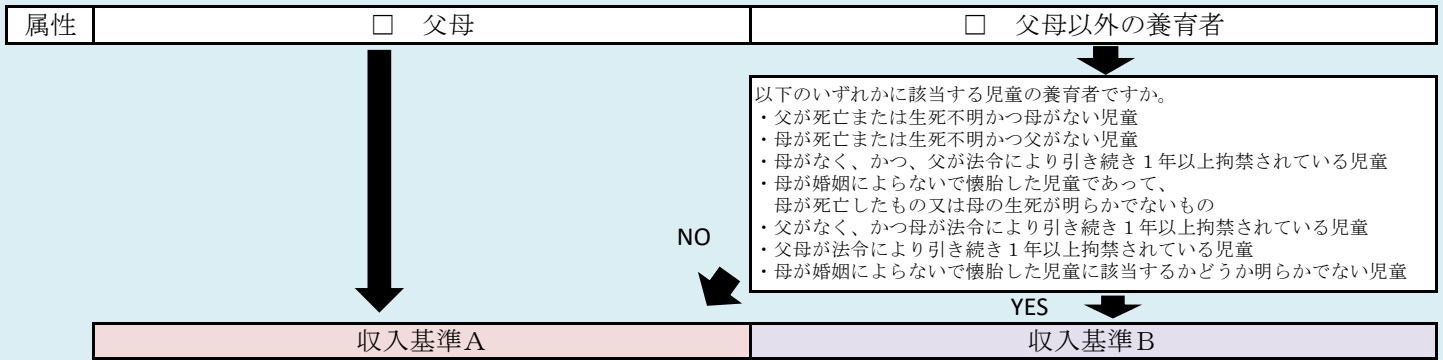 属性
□ 父母
□ 父母以外の養育者
以下のいずれかに該当する児童の養育者ですか。
・父が死亡または生死不明かつ母がない児童
・母が死亡または生死不明かつ父がない児童
・母がなく、かつ、父が法令により引き続き１年以上拘禁されている児童
・母が婚姻によらないで懐胎した児童であって、
母が死亡したもの又は母の生死が明らかでないもの
・父がなく、かつ母が法令により引き続き１年以上拘禁されている児童
・父母が法令により引き続き１年以上拘禁されている児童
・母が婚姻によらないで懐胎した児童に該当するかどうか明らかでない児童
NO
YES
収入基準Ａ
収入基準Ｂ